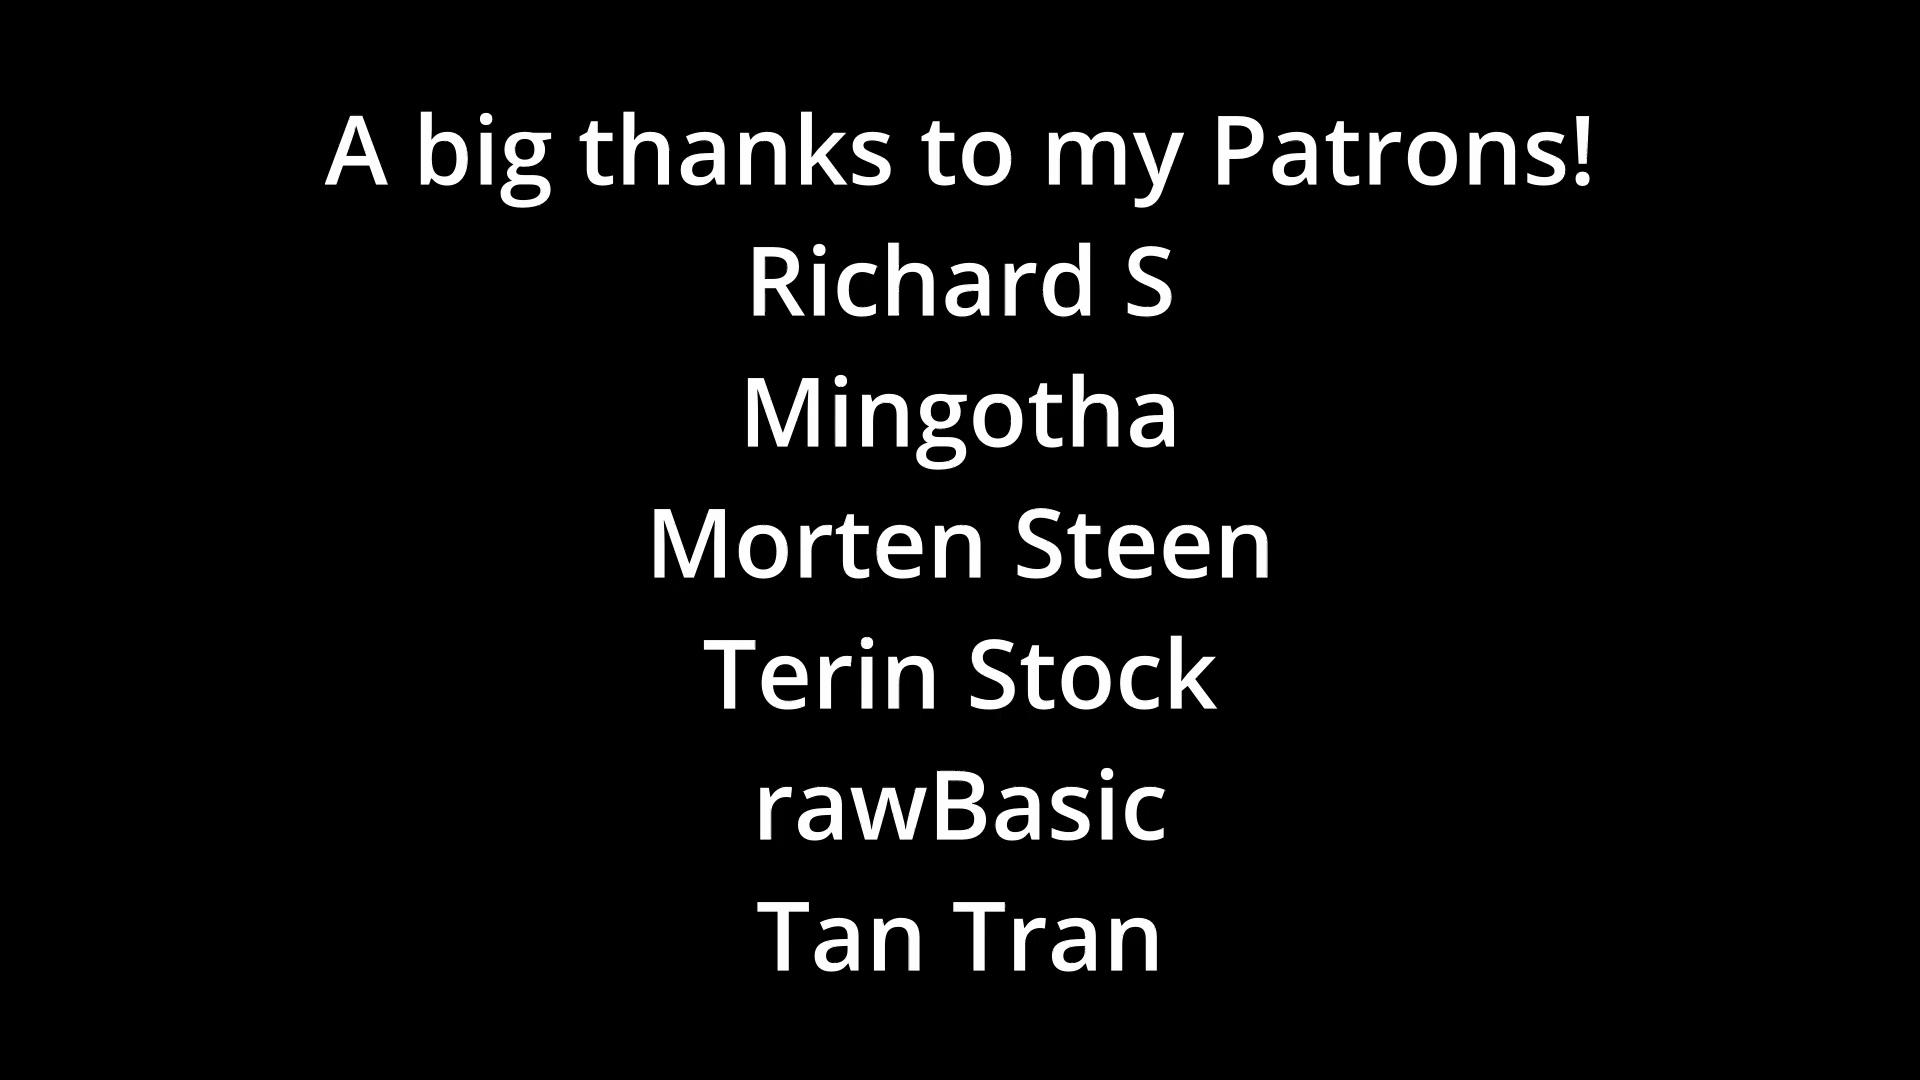 A big thanks to my Patrons!
Richard S
Mingotha
Morten Steen
Terin Stock
rawBasic
Tan Tran